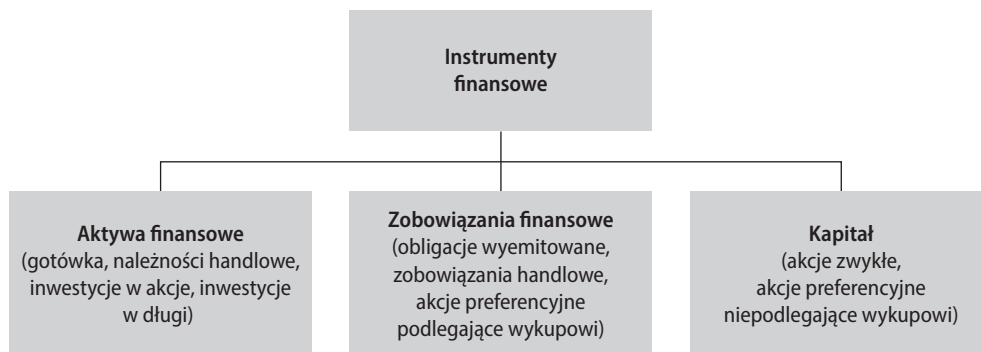 Instrumenty
finansowe
Aktywa finansowe
(gotówka, należności handlowe,
inwestycje w akcje, inwestycje
w długi)
Zobowiązania finansowe
(obligacje wyemitowane,
zobowiązania handlowe,
akcje preferencyjne
podlegające wykupowi)
Kapitał
(akcje zwykłe,
akcje preferencyjne
niepodlegające wykupowi)